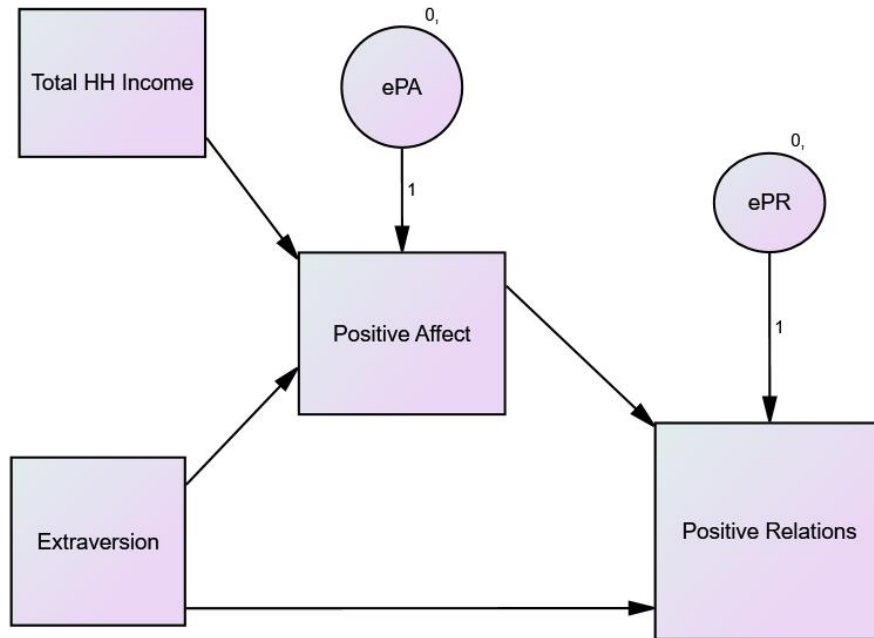 0,
Total HH Income
ePA
0,
1
ePR
1
Positive Affect
Positive Relations
Extraversion